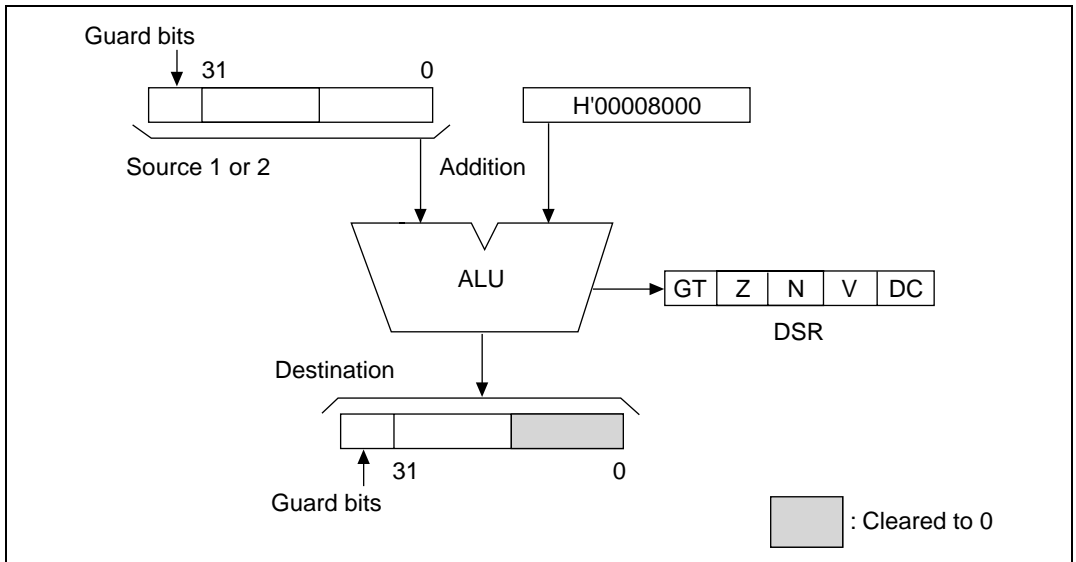 Guard bits
31 0
H'00008000
Source 1 or 2
Addition
ALU
GT Z N V DC
DSR
Destination
31 0
Guard bits
: Cleared to 0